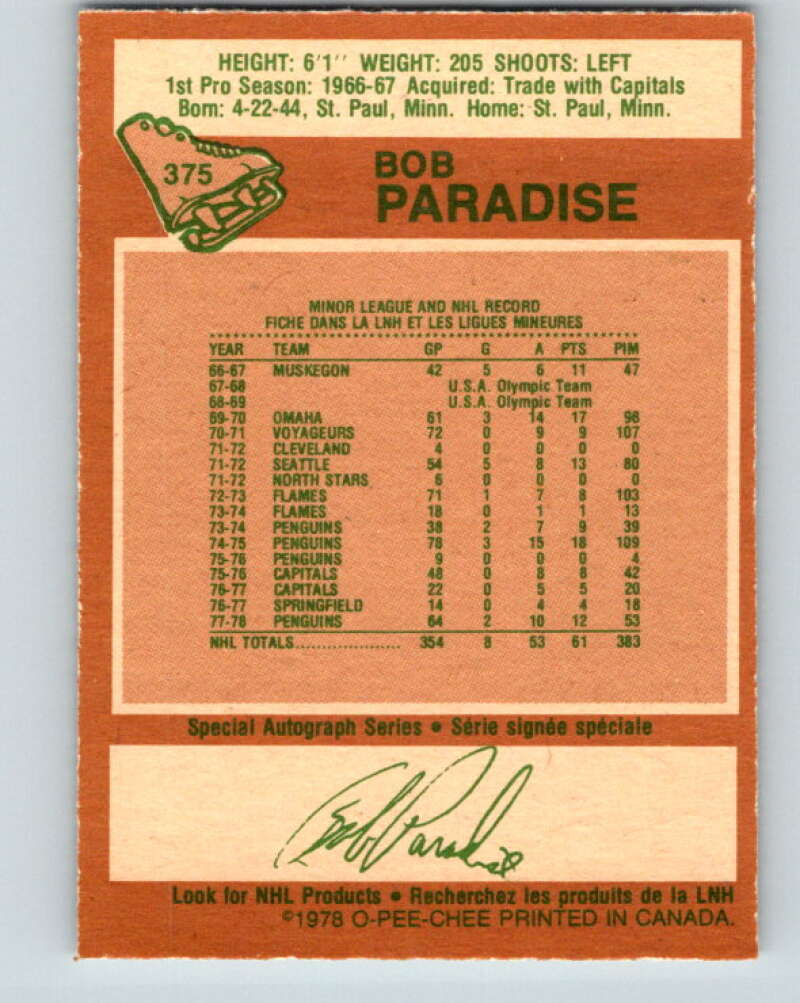 HEIGHT: 6'1'' WEIGHT: 205 SHOOTS: LEFT
1st Pro Season: 1966-67 Acquired: Trade with Capitals
Born: 4-22-44, St. Paul, Minn. Home: St. Paul, Minn.
375
BOB
PARADISE
MINOR LEAGUE AND NHL RECORD
FICHE DANS LA LNH ET LES LIGUES MINEURES
YEAR TEAM GP G A PTS PIM
66-67 MUSKEGON 42 5 6 11 47
67-68 U.S.A. Olympic Team
68-69 U.S.A. Olympic Team
69-70 OMAHA 61 3 14 17 98
70-71 VOYAGEURS 72 0 9 9 107
71-72 CLEVELAND 4 0 0 0 0
71-72 SEATTLE 54 5 8 13 80
71-72 NORTH STARS 6 0 0 0 0
72-73 FLAMES 71 1 7 8 103
73-74 FLAMES 18 0 1 1 13
73-74 PENGUINS 38 2 7 9 39
74-75 PENGUINS 78 3 15 18 109
75-76 PENGUINS 9 0 0 0 4
75-76 CAPITALS 48 0 8 8 42
76-77 CAPITALS 22 0 5 5 20
76-77 SPRINGFIELD 14 0 4 4 18
77-78 PENGUINS 64 2 10 12 53
NHL TOTALS.................... 354 8 53 61 383
Special Autograph Series • Série signée spéciale
Bob Paradise
Look for NHL Products • Recherchez les produits de la LNH
©1978 O-PEE-CHEE PRINTED IN CANADA.